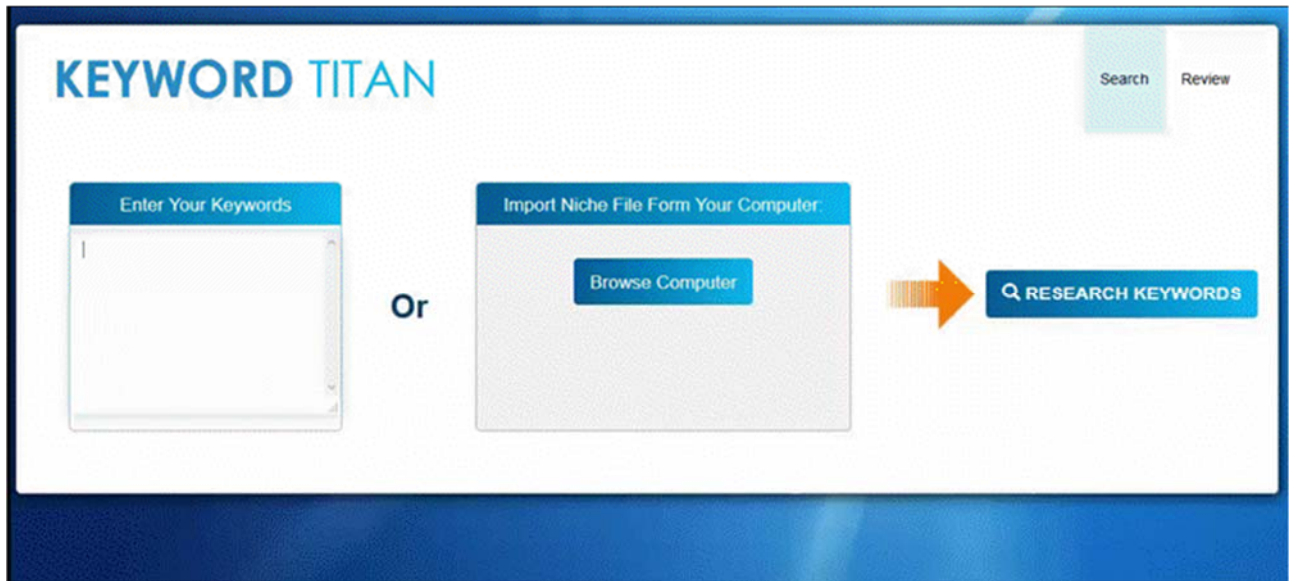 KEYWORD TITAN
Search
Review
Enter Your Keywords
Or
Import Niche File Form Your Computer:
Browse Computer
RESEARCH KEYWORDS